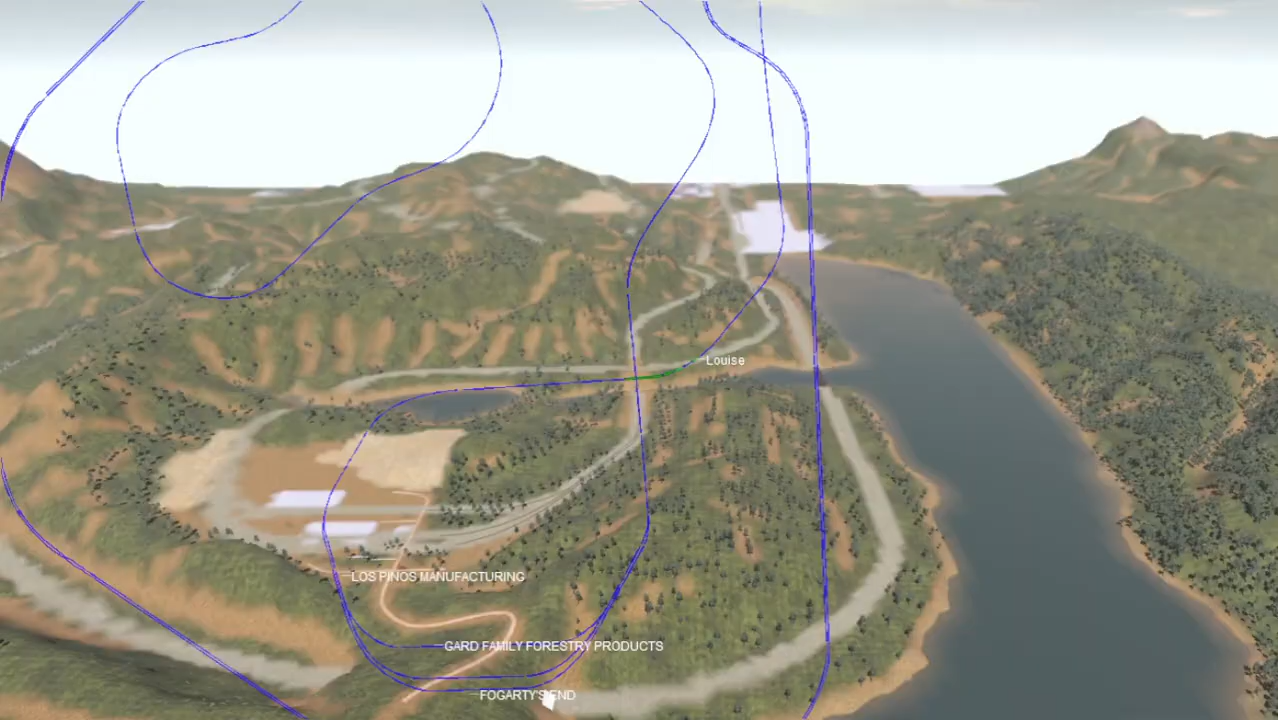 Louise
LOS PINOS MANUFACTURING
GARD FAMILY FORESTRY PRODUCTS
FOGARTY'S END